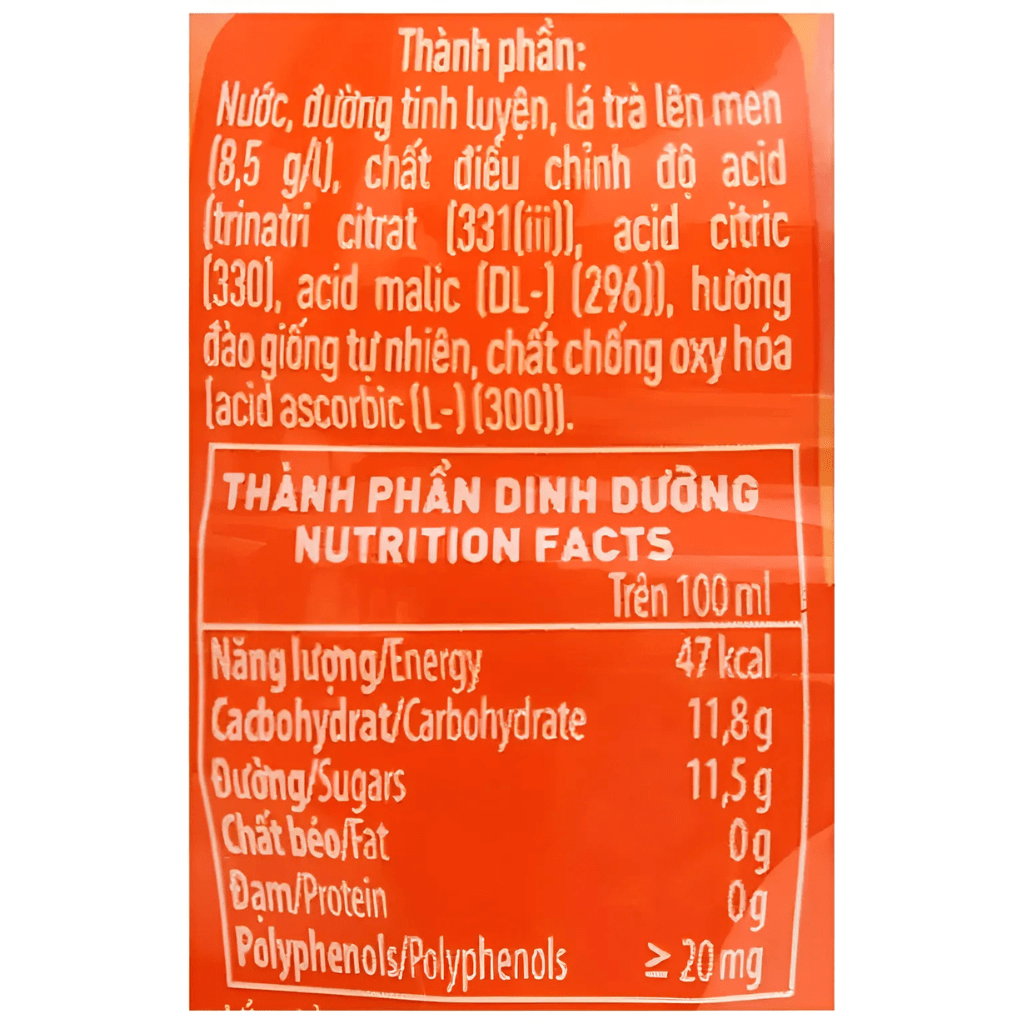 Thành phần:
Nước, đường tinh luyện, lá trà lên men
(8,5 g/l), chất điều chỉnh độ acid
(trinatri citrat (331(iii)), acid citric
(330), acid malic (DL-) (296)), hương
đào giống tự nhiên, chất chống oxy hóa
(acid ascorbic (L-) (300)).
THÀNH PHẦN DINH DƯỠNG
NUTRITION FACTS
Trên 100 ml
Năng lượng/Energy 47 kcal
Cacbohydrat/Carbohydrate 11,8 g
Đường/Sugars 11,5 g
Chất béo/Fat 0 g
Đạm/Protein 0 g
Polyphenols/Polyphenols ≥ 20 mg